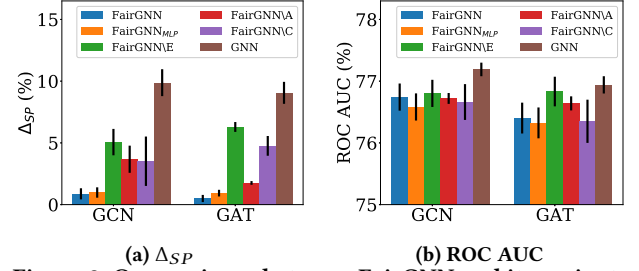 FairGNN
FairGNN_MLP
FairGNN\E
FairGNN\A
FairGNN\C
GNN
Δ_SP (%)
15
10
5
0
GCN
GAT
(a) Δ_SP
FairGNN
FairGNN_MLP
FairGNN\E
FairGNN\A
FairGNN\C
GNN
ROC AUC (%)
78
77
76
75
GCN
GAT
(b) ROC AUC